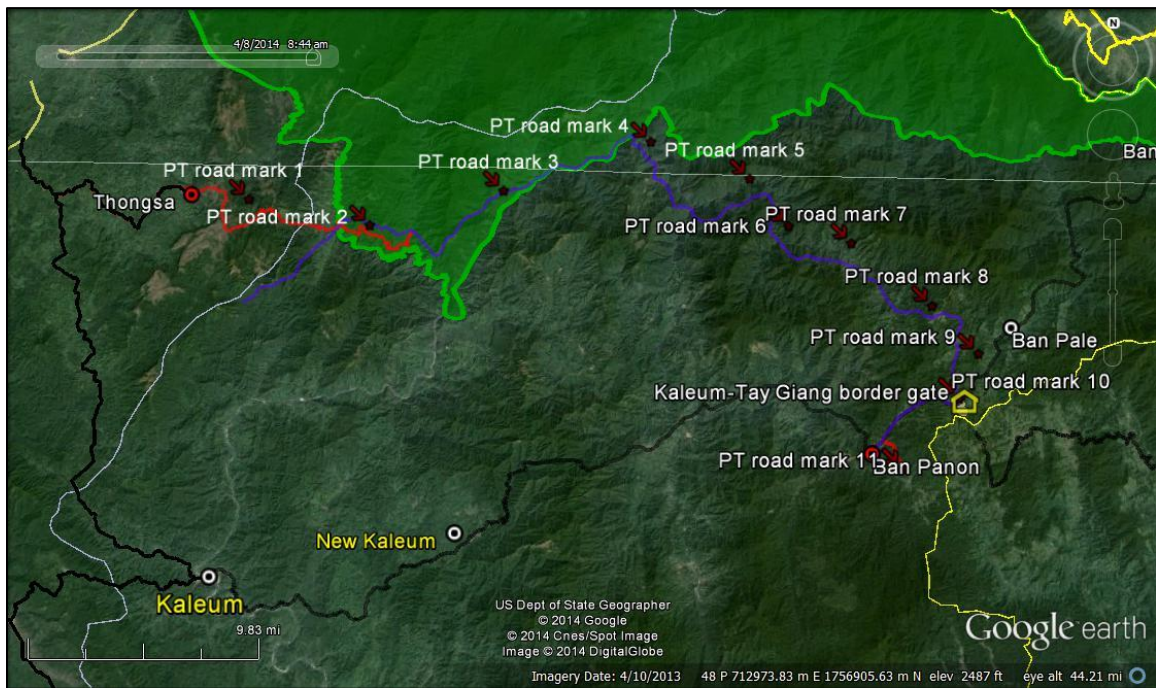 N
4/8/2014 8:44 am
PT road mark 4
PT road mark 5
PT road mark 3
PT road mark 1
Ban
Thongsa
PT road mark 2
PT road mark 7
PT road mark 6
PT road mark 8
PT road mark 9
Ban Pale
PT road mark 10
Kaleum-Tay Giang border gate
PT road mark 11
Ban Panon
New Kaleum
Kaleum
US Dept of State Geographer
© 2014 Google
© 2014 Cnes/Spot Image
Image © 2014 DigitalGlobe
9.83 mi
Google earth
Imagery Date: 4/10/2013 48 P 712973.83 m E 1756905.63 m N elev 2487 ft eye alt 44.21 mi